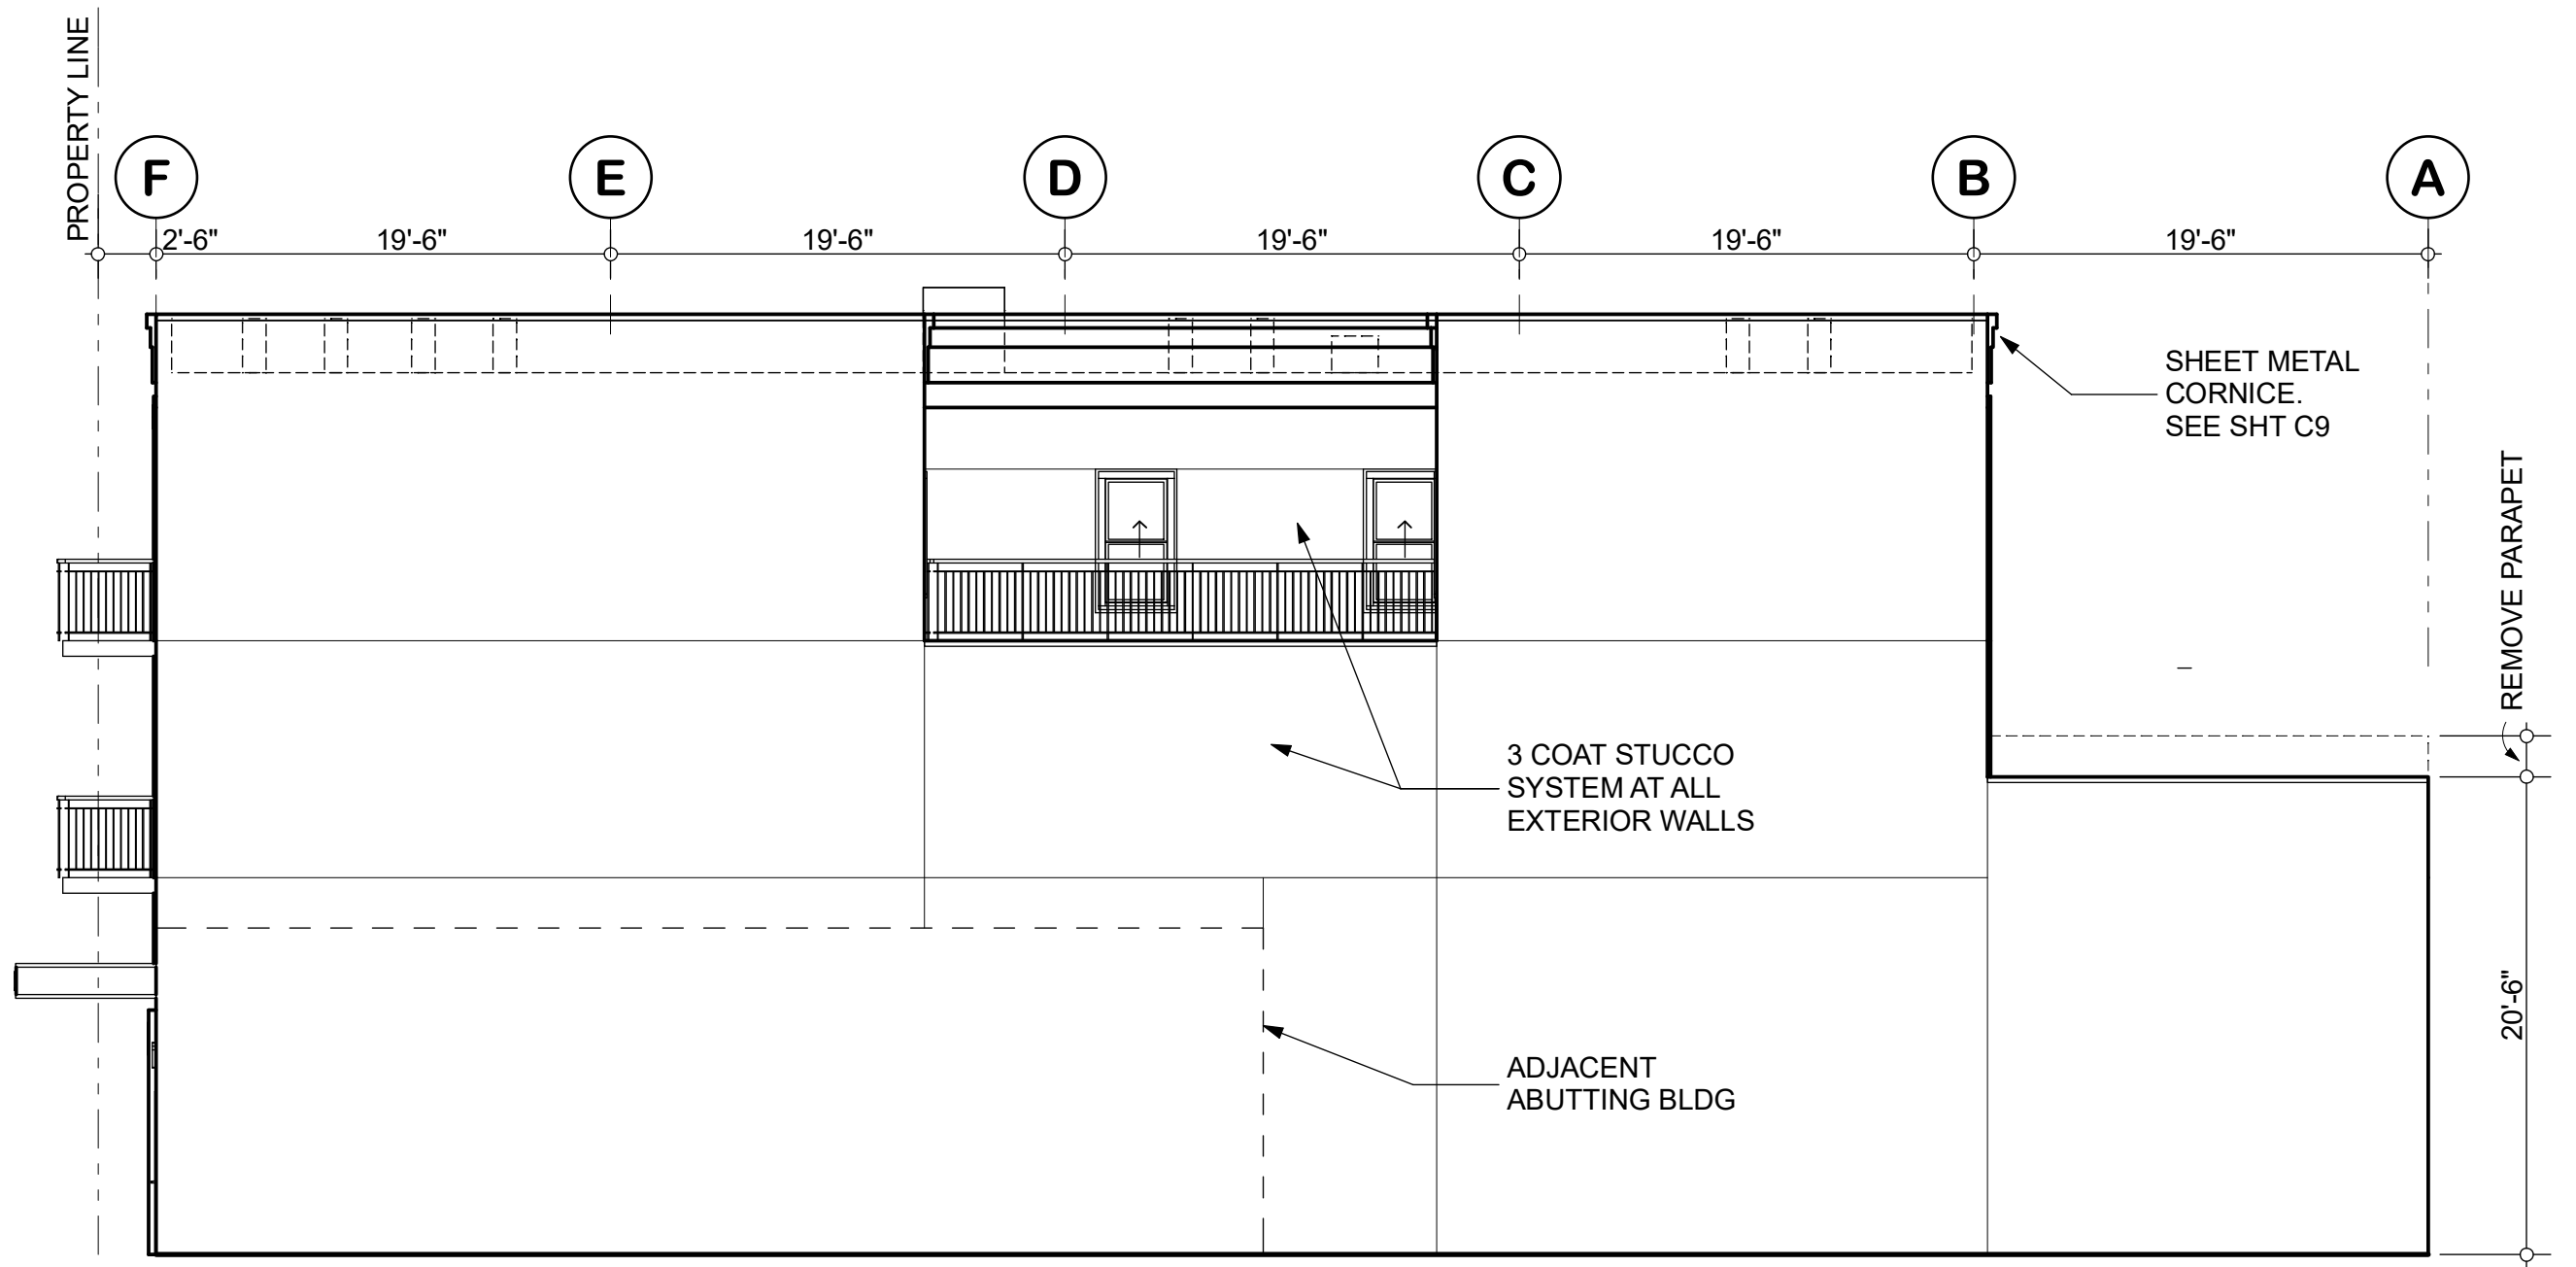 PROPERTY LINE
F
E
D
C
B
A
2'-6"
19'-6"
19'-6"
19'-6"
19'-6"
19'-6"
SHEET METAL
CORNICE.
SEE SHT C9
REMOVE PARAPET
3 COAT STUCCO
SYSTEM AT ALL
EXTERIOR WALLS
20'-6"
ADJACENT
ABUTTING BLDG